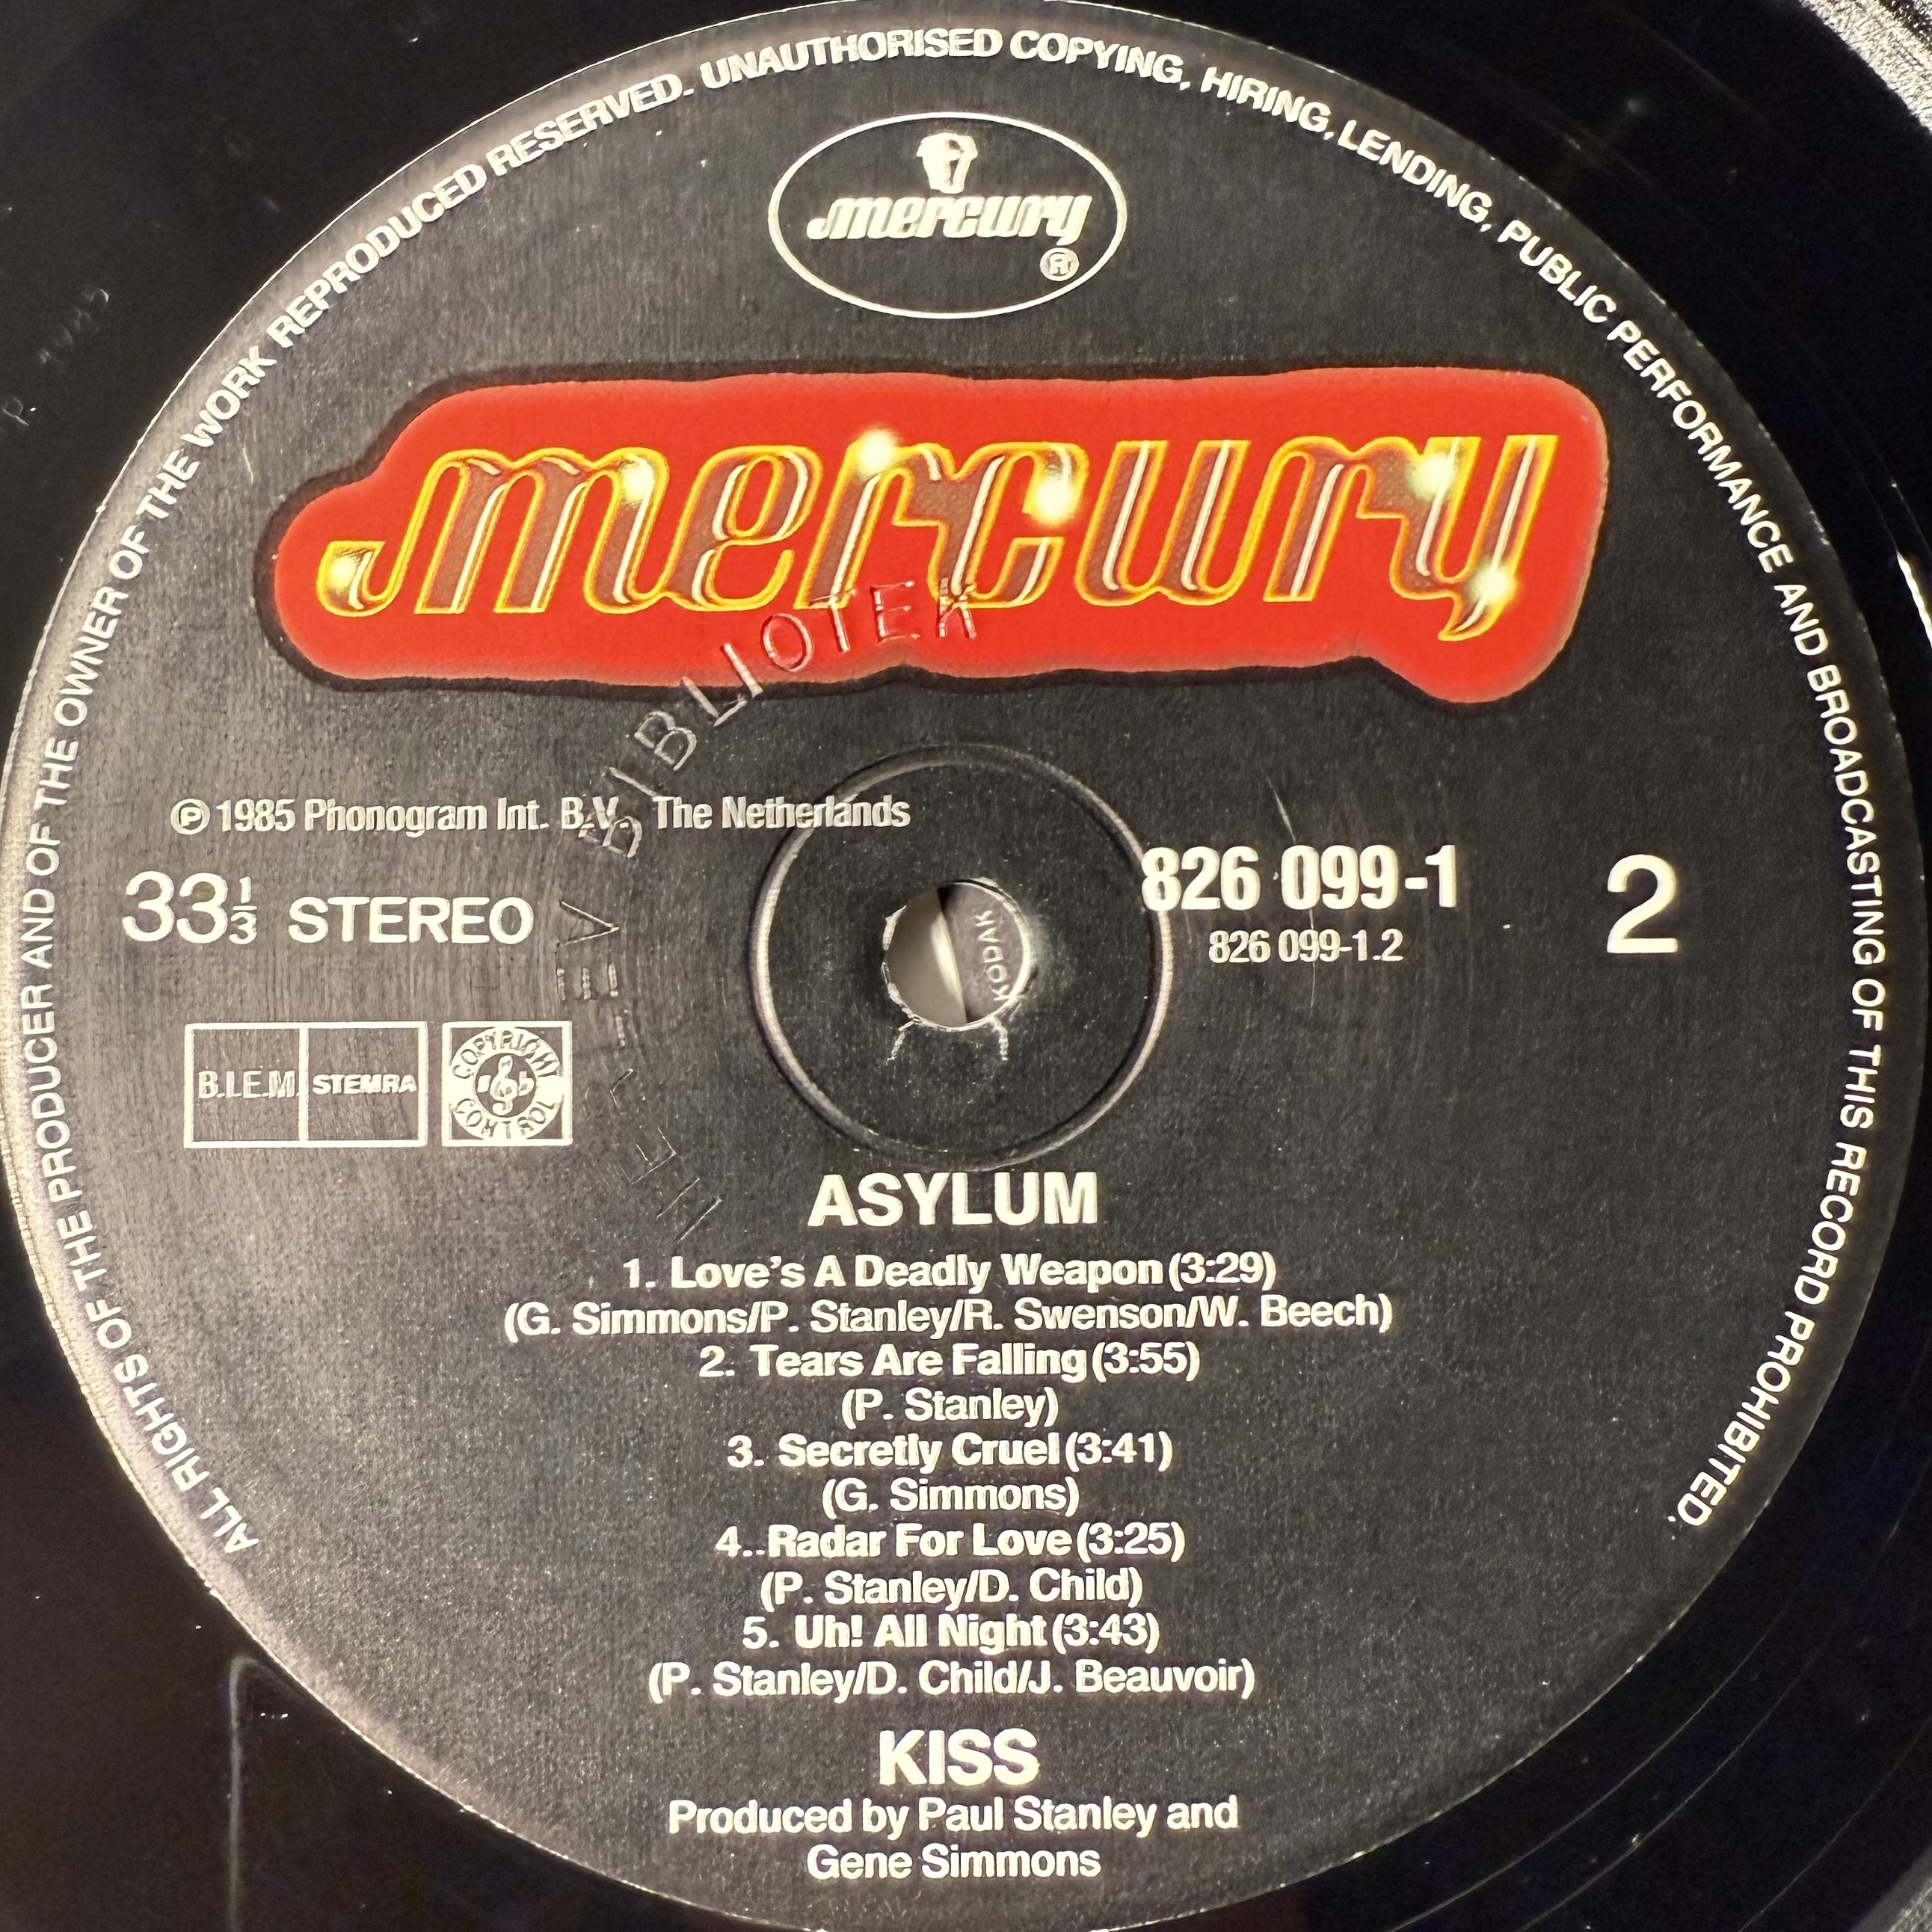 ALL RIGHTS OF THE PRODUCER AND OF THE OWNER OF THE WORK REPRODUCED RESERVED. UNAUTHORISED COPYING, HIRING, LENDING, PUBLIC PERFORMANCE AND BROADCASTING OF THIS RECORD PROHIBITED.
mercury
®
mercury
BIBLIOTEK
℗ 1985 Phonogram Int. B.V. The Netherlands
33⅓ STEREO
826 099-1
826 099-1.2
2
KODAK
B.I.E.M. STEMRA
COPYRIGHT CONTROL
ASYLUM
1. Love's A Deadly Weapon (3:29)
(G. Simmons/P. Stanley/R. Swenson/W. Beech)
2. Tears Are Falling (3:55)
(P. Stanley)
3. Secretly Cruel (3:41)
(G. Simmons)
4..Radar For Love (3:25)
(P. Stanley/D. Child)
5. Uh! All Night (3:43)
(P. Stanley/D. Child/J. Beauvoir)
KISS
Produced by Paul Stanley and
Gene Simmons